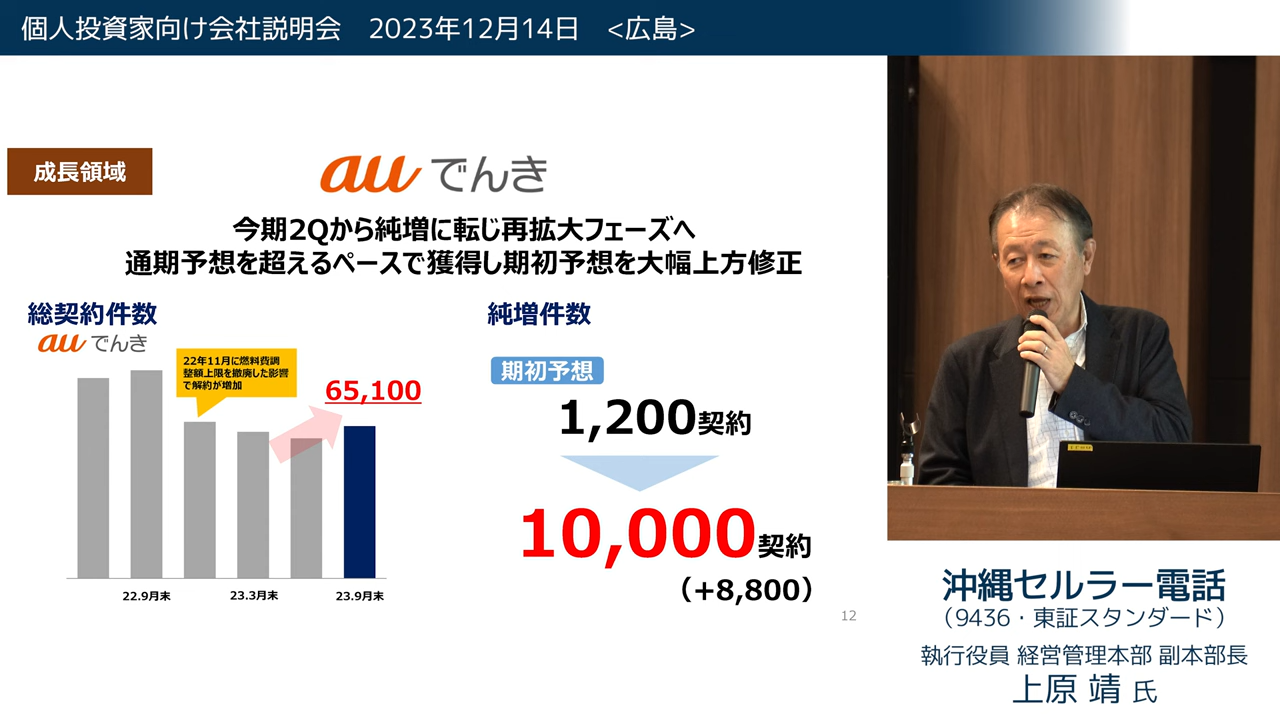 個人投資家向け会社説明会　2023年12月14日　<広島>
成長領域
au でんき
今期2Qから純増に転じ再拡大フェーズへ
通期予想を超えるペースで獲得し期初予想を大幅上方修正
総契約件数
au でんき
22年11月に燃料費調
整額上限を撤廃した影響
で解約が増加
65,100
22.9月末
23.3月末
23.9月末
純増件数
期初予想
1,200契約
10,000契約
（+8,800）
12
沖縄セルラー電話
（9436・東証スタンダード）
執行役員 経営管理本部 副本部長
上原 靖 氏